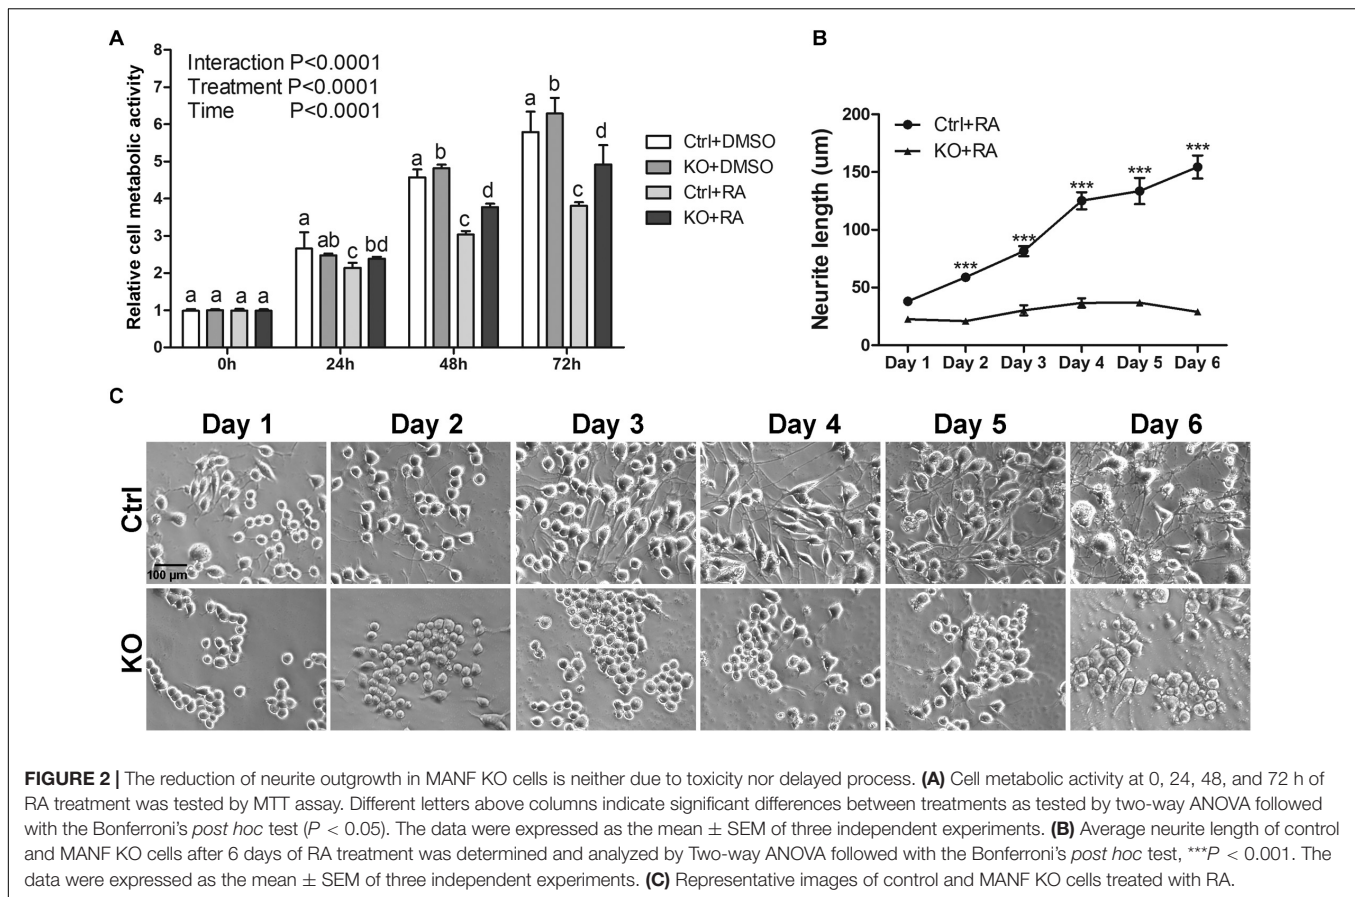 A
Relative cell metabolic activity
8
7
6
5
4
3
2
1
0
Interaction P<0.0001
Treatment P<0.0001
Time P<0.0001
a a a a
a ab c bd
a b c d
a b c d
0h 24h 48h 72h
Ctrl+DMSO
KO+DMSO
Ctrl+RA
KO+RA
B
Neurite length (um)
200
150
100
50
0
Ctrl+RA
KO+RA
*** *** *** *** ***
Day 1 Day 2 Day 3 Day 4 Day 5 Day 6
C
Day 1 Day 2 Day 3 Day 4 Day 5 Day 6
Ctrl
100 µm
KO
FIGURE 2 | The reduction of neurite outgrowth in MANF KO cells is neither due to toxicity nor delayed process. (A) Cell metabolic activity at 0, 24, 48, and 72 h of
RA treatment was tested by MTT assay. Different letters above columns indicate significant differences between treatments as tested by two-way ANOVA followed
with the Bonferroni's post hoc test (P < 0.05). The data were expressed as the mean ± SEM of three independent experiments. (B) Average neurite length of control
and MANF KO cells after 6 days of RA treatment was determined and analyzed by Two-way ANOVA followed with the Bonferroni's post hoc test, ***P < 0.001. The
data were expressed as the mean ± SEM of three independent experiments. (C) Representative images of control and MANF KO cells treated with RA.